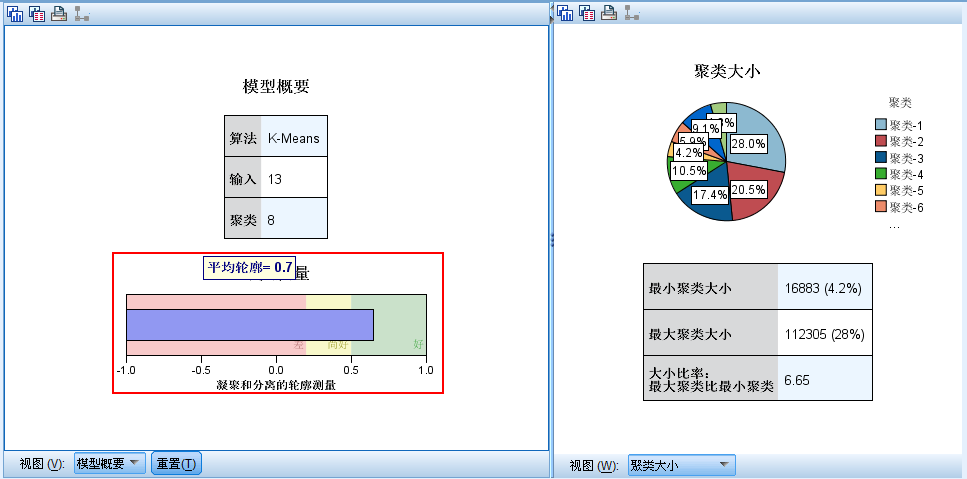 模型概要
算法 K-Means
输入 13
聚类 8
平均轮廓= 0.7
量
差 尚好 好
-1.0 -0.5 0.0 0.5 1.0
凝聚和分离的轮廓测量
视图 (V): 模型概要 重置(T)
聚类大小
9.1%
28.0%
5.9%
4.2%
10.5%
17.4%
20.5%
聚类
聚类-1
聚类-2
聚类-3
聚类-4
聚类-5
聚类-6
...
最小聚类大小 16883 (4.2%)
最大聚类大小 112305 (28%)
大小比率:
最大聚类比最小聚类 6.65
视图 (W): 聚类大小